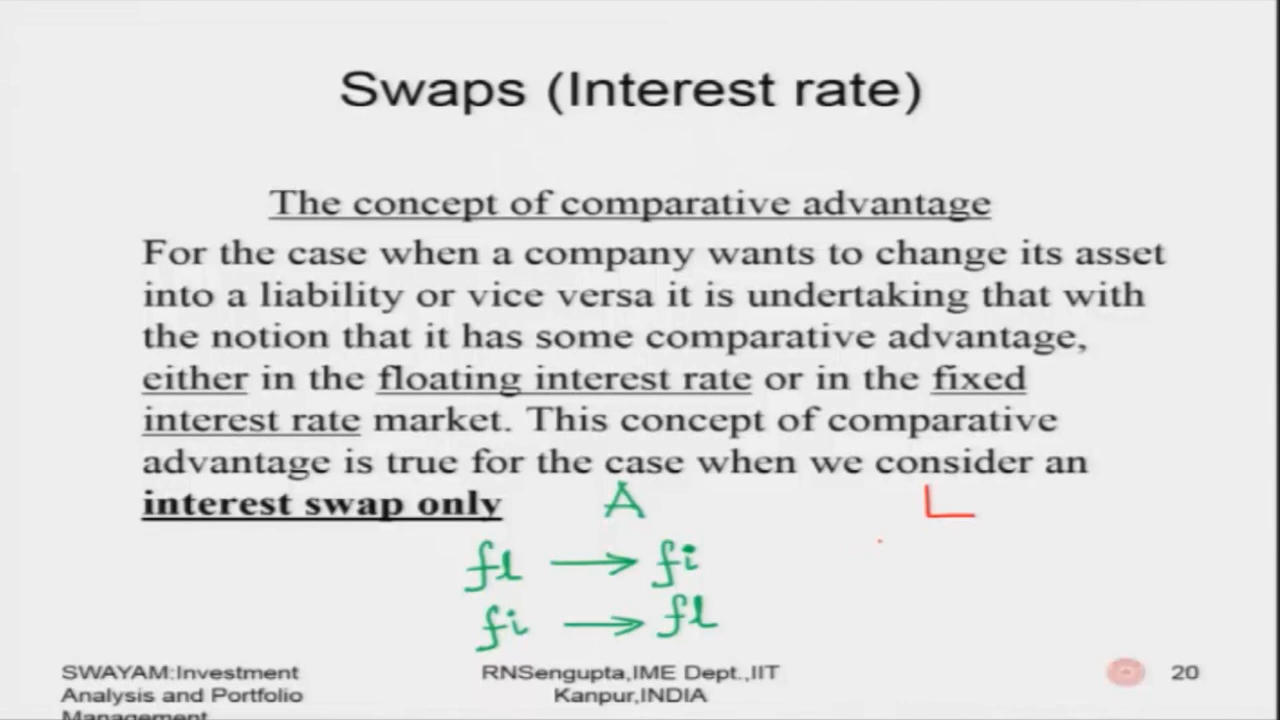 Swaps (Interest rate)
The concept of comparative advantage
For the case when a company wants to change its asset
into a liability or vice versa it is undertaking that with
the notion that it has some comparative advantage,
either in the floating interest rate or in the fixed
interest rate market. This concept of comparative
advantage is true for the case when we consider an
interest swap only
A
L
fl → fi
fi → fl
SWAYAM:Investment
Analysis and Portfolio
Management
RNSengupta,IME Dept.,IIT
Kanpur,INDIA
20